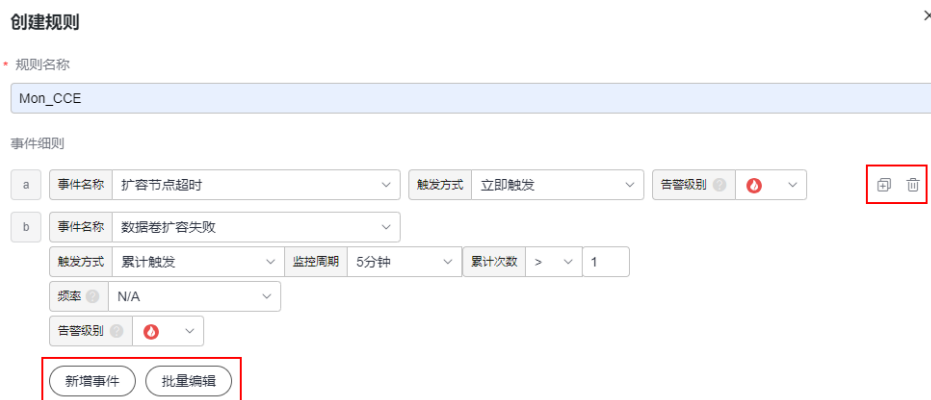 创建规则
* 规则名称
Mon_CCE
事件细则
a 事件名称 扩容节点超时 触发方式 立即触发 告警级别
b 事件名称 数据卷扩容失败
触发方式 累计触发 监控周期 5分钟 累计次数 > 1
频率 N/A
告警级别
新增事件 批量编辑